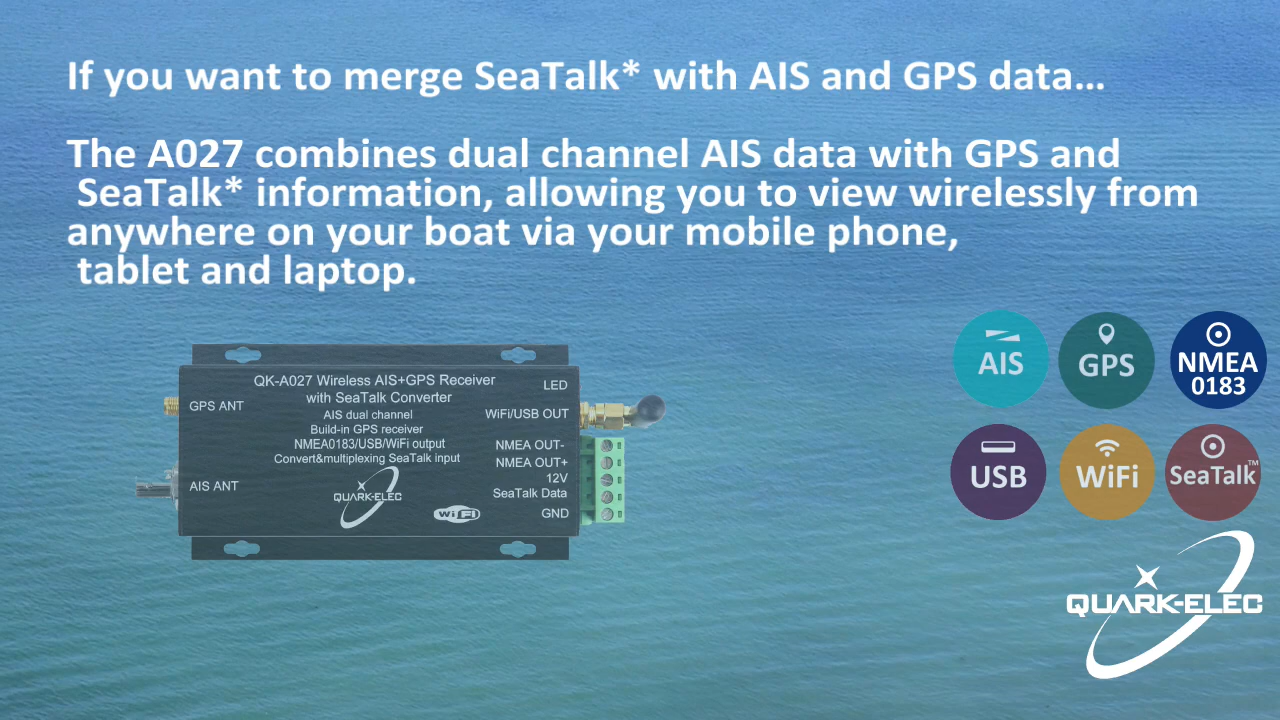 If you want to merge SeaTalk* with AIS and GPS data...
The A027 combines dual channel AIS data with GPS and
SeaTalk* information, allowing you to view wirelessly from
anywhere on your boat via your mobile phone,
tablet and laptop.
QK-A027 Wireless AIS+GPS Receiver
with SeaTalk Converter
AIS dual channel
Build-in GPS receiver
NMEA0183/USB/WiFi output
Convert&multiplexing SeaTalk input
GPS ANT
AIS ANT
QUARK-ELEC
WiFi
LED
WiFi/USB OUT
NMEA OUT-
NMEA OUT+
12V
SeaTalk Data
GND
AIS
GPS
NMEA
0183
USB
WiFi
SeaTalk™
QUARK-ELEC